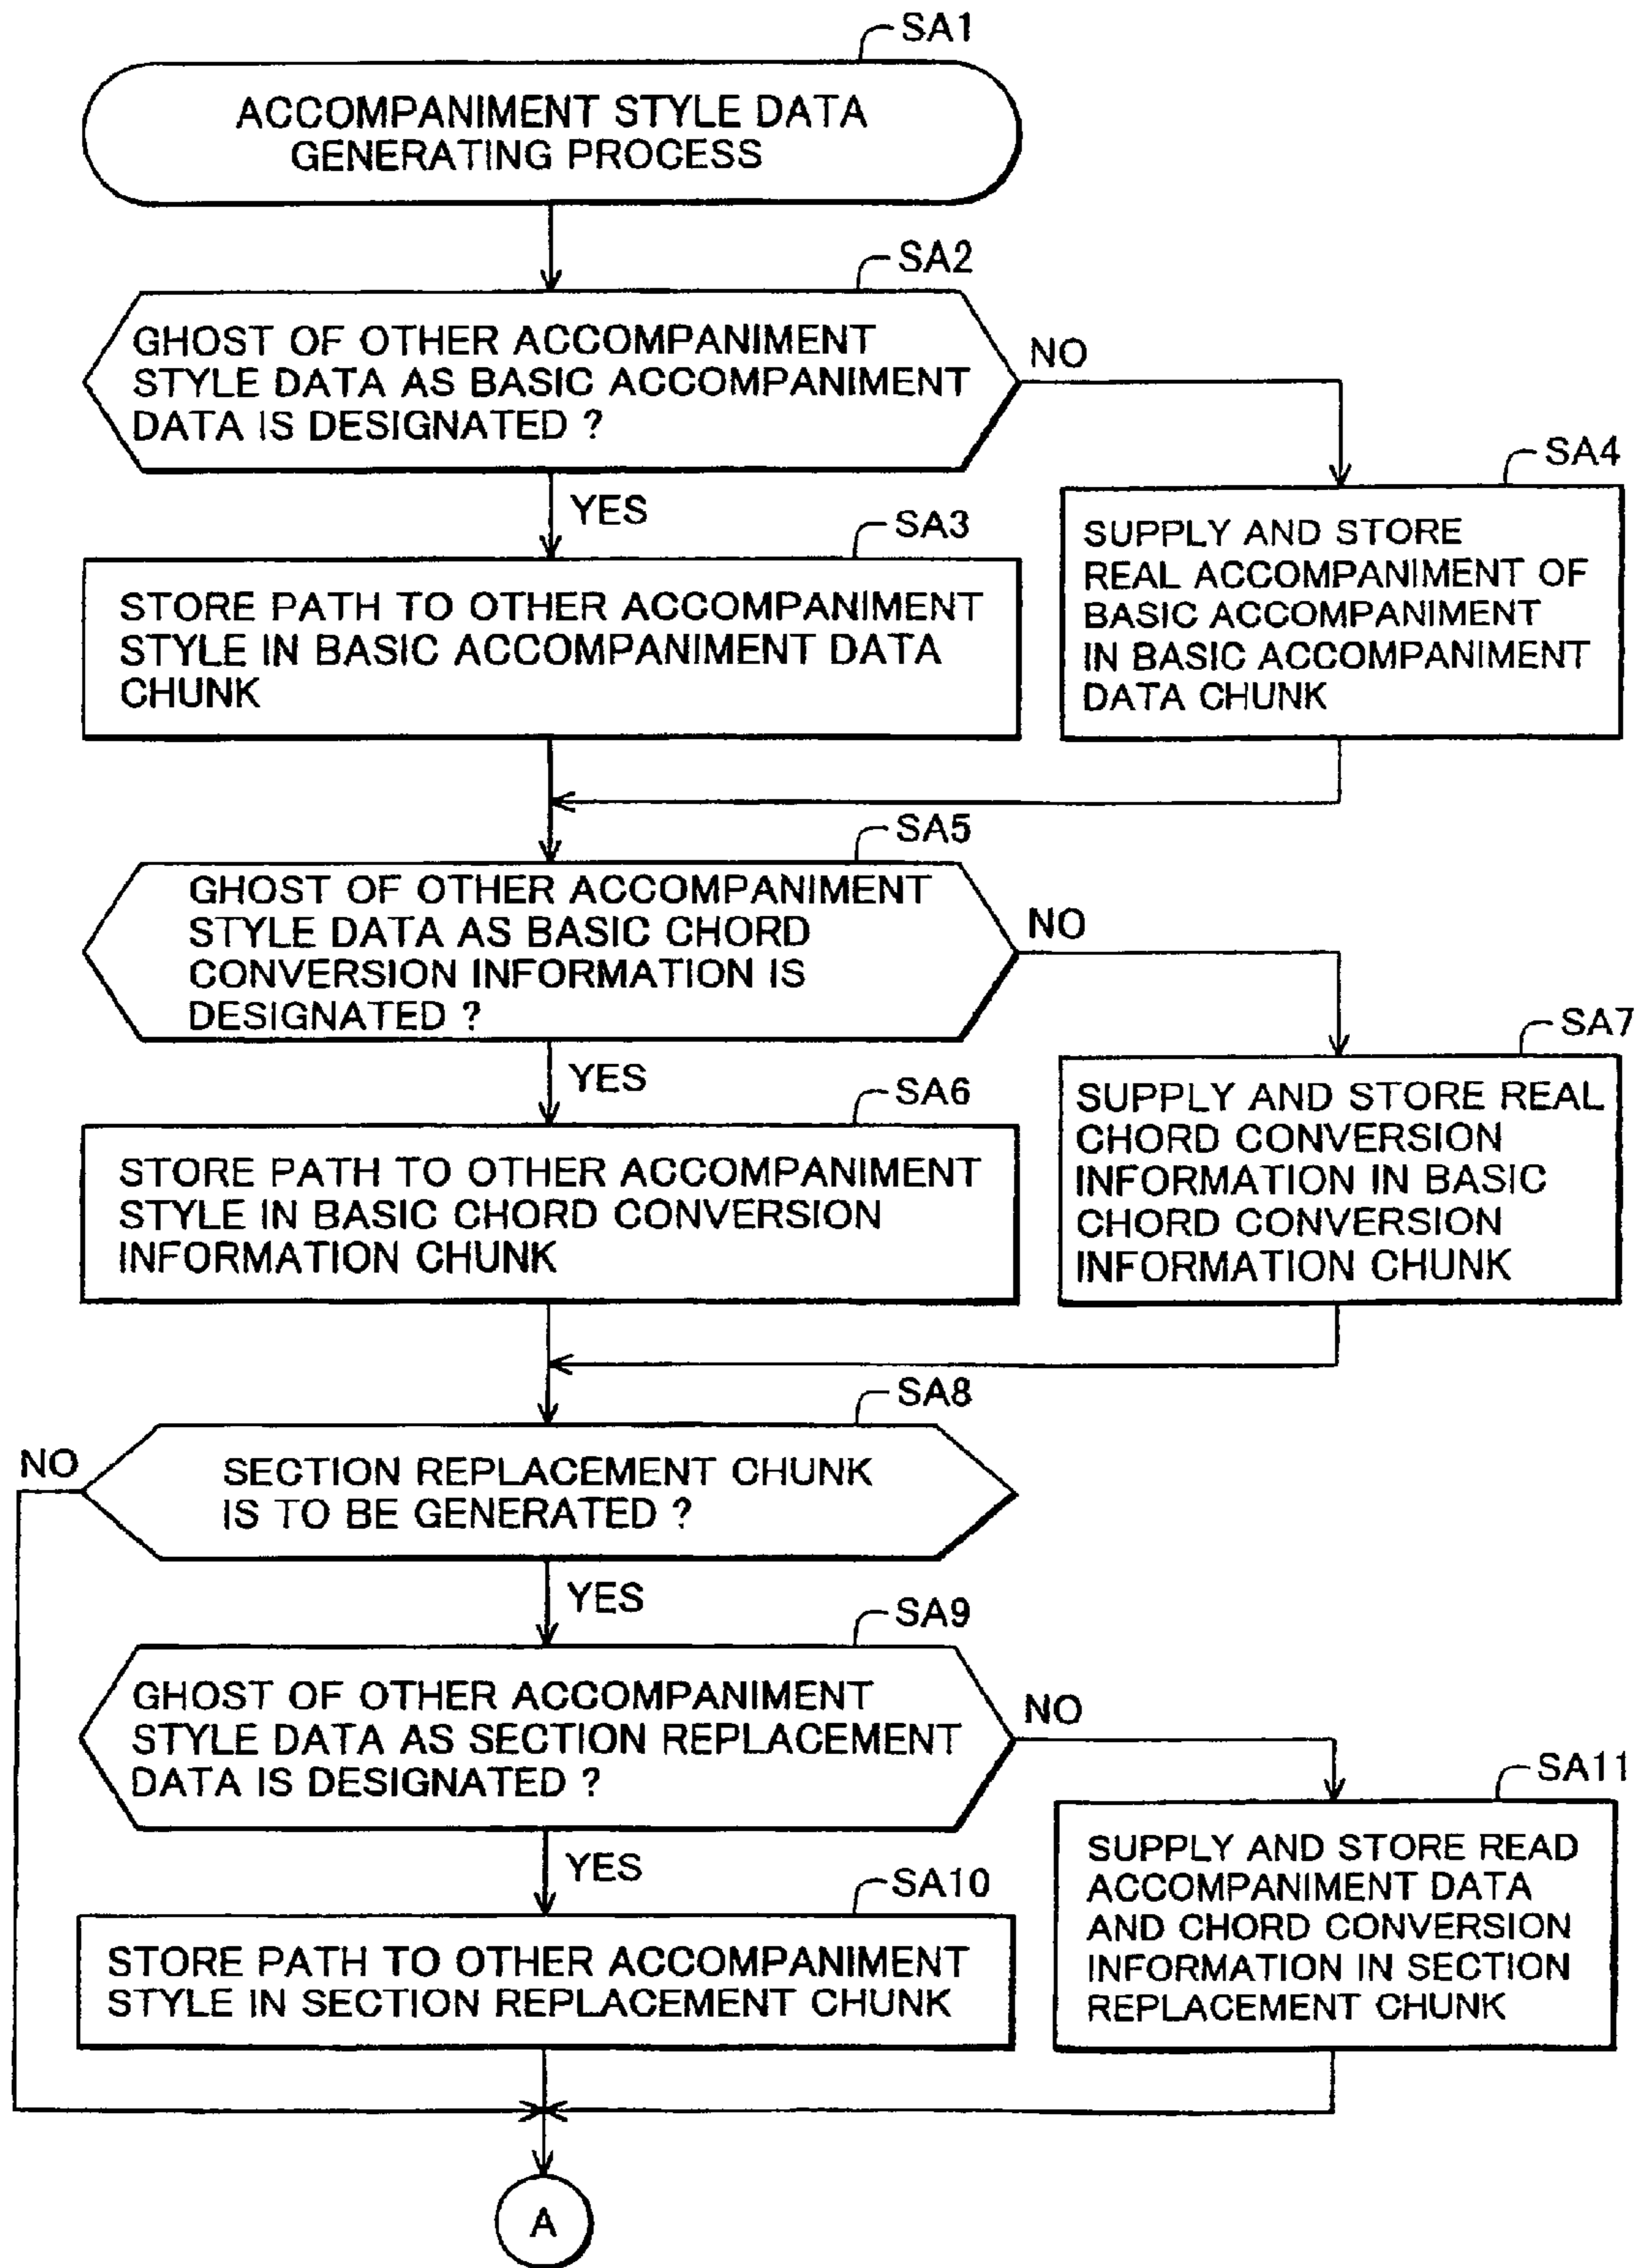 SA1
ACCOMPANIMENT STYLE DATA
GENERATING PROCESS
SA2
GHOST OF OTHER ACCOMPANIMENT
STYLE DATA AS BASIC ACCOMPANIMENT
DATA IS DESIGNATED ?
NO
YES
SA3
STORE PATH TO OTHER ACCOMPANIMENT
STYLE IN BASIC ACCOMPANIMENT DATA
CHUNK
SA4
SUPPLY AND STORE
REAL ACCOMPANIMENT OF
BASIC ACCOMPANIMENT
IN BASIC ACCOMPANIMENT
DATA CHUNK
SA5
GHOST OF OTHER ACCOMPANIMENT
STYLE DATA AS BASIC CHORD
CONVERSION INFORMATION IS
DESIGNATED ?
NO
YES
SA6
STORE PATH TO OTHER ACCOMPANIMENT
STYLE IN BASIC CHORD CONVERSION
INFORMATION CHUNK
SA7
SUPPLY AND STORE REAL
CHORD CONVERSION
INFORMATION IN BASIC
CHORD CONVERSION
INFORMATION CHUNK
SA8
NO
SECTION REPLACEMENT CHUNK
IS TO BE GENERATED ?
YES
SA9
GHOST OF OTHER ACCOMPANIMENT
STYLE DATA AS SECTION REPLACEMENT
DATA IS DESIGNATED ?
NO
YES
SA10
STORE PATH TO OTHER ACCOMPANIMENT
STYLE IN SECTION REPLACEMENT CHUNK
SA11
SUPPLY AND STORE READ
ACCOMPANIMENT DATA
AND CHORD CONVERSION
INFORMATION IN SECTION
REPLACEMENT CHUNK
A